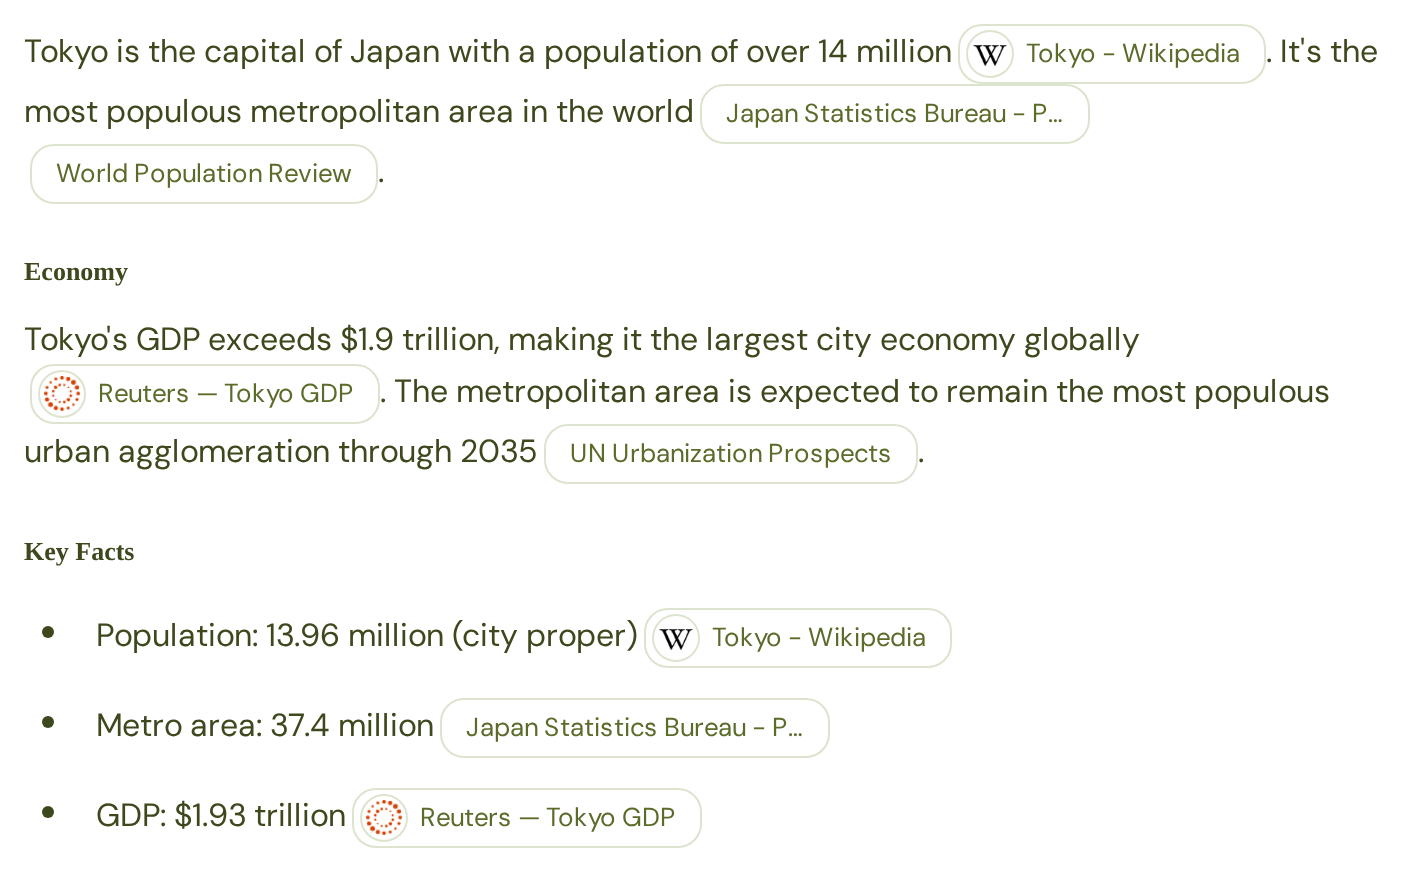 Tokyo is the capital of Japan with a population of over 14 million W Tokyo - Wikipedia. It's the
most populous metropolitan area in the world Japan Statistics Bureau - P...
World Population Review.
Economy
Tokyo's GDP exceeds $1.9 trillion, making it the largest city economy globally
Reuters — Tokyo GDP. The metropolitan area is expected to remain the most populous
urban agglomeration through 2035 UN Urbanization Prospects.
Key Facts
• Population: 13.96 million (city proper) W Tokyo - Wikipedia
• Metro area: 37.4 million Japan Statistics Bureau - P...
• GDP: $1.93 trillion Reuters — Tokyo GDP